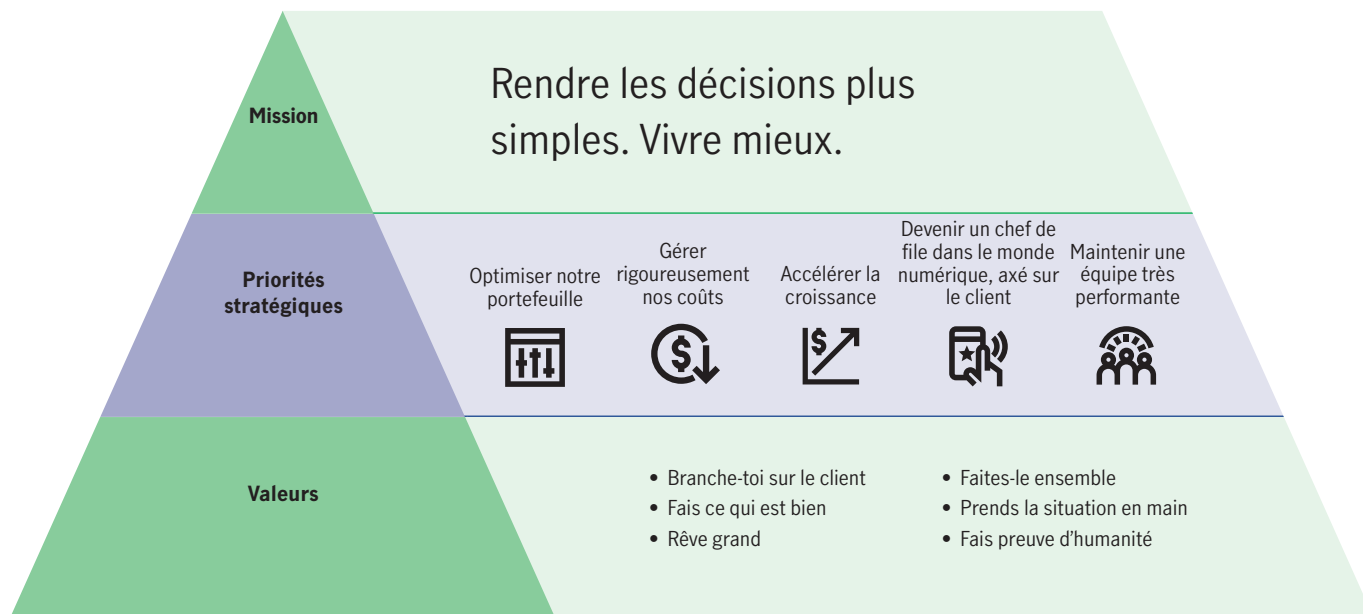 Mission
Rendre les décisions plus
simples. Vivre mieux.
Priorités
stratégiques
Optimiser notre
portefeuille
Gérer
rigoureusement
nos coûts
Accélérer la
croissance
Devenir un chef de
file dans le monde
numérique, axé sur
le client
Maintenir une
équipe très
performante
$
$
Valeurs
• Branche-toi sur le client
• Fais ce qui est bien
• Rêve grand
• Faites-le ensemble
• Prends la situation en main
• Fais preuve d'humanité